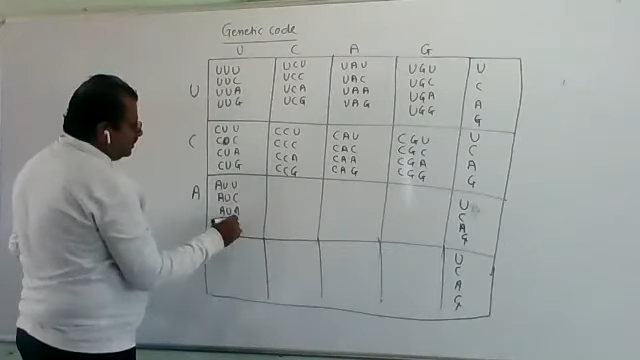 Genetic code
U C A G
U
UUU UCU UAU UGU U
UUC UCC UAC UGC C
UUA UCA UAA UGA A
UUG UCG UAG UGG G
C
CUU CCU CAU CGU U
CUC CCC CAC CGC C
CUA CCA CAA CGA A
CUG CCG CAG CGG G
A
AUU U
AUC C
AUA A
G
U
C
A
G